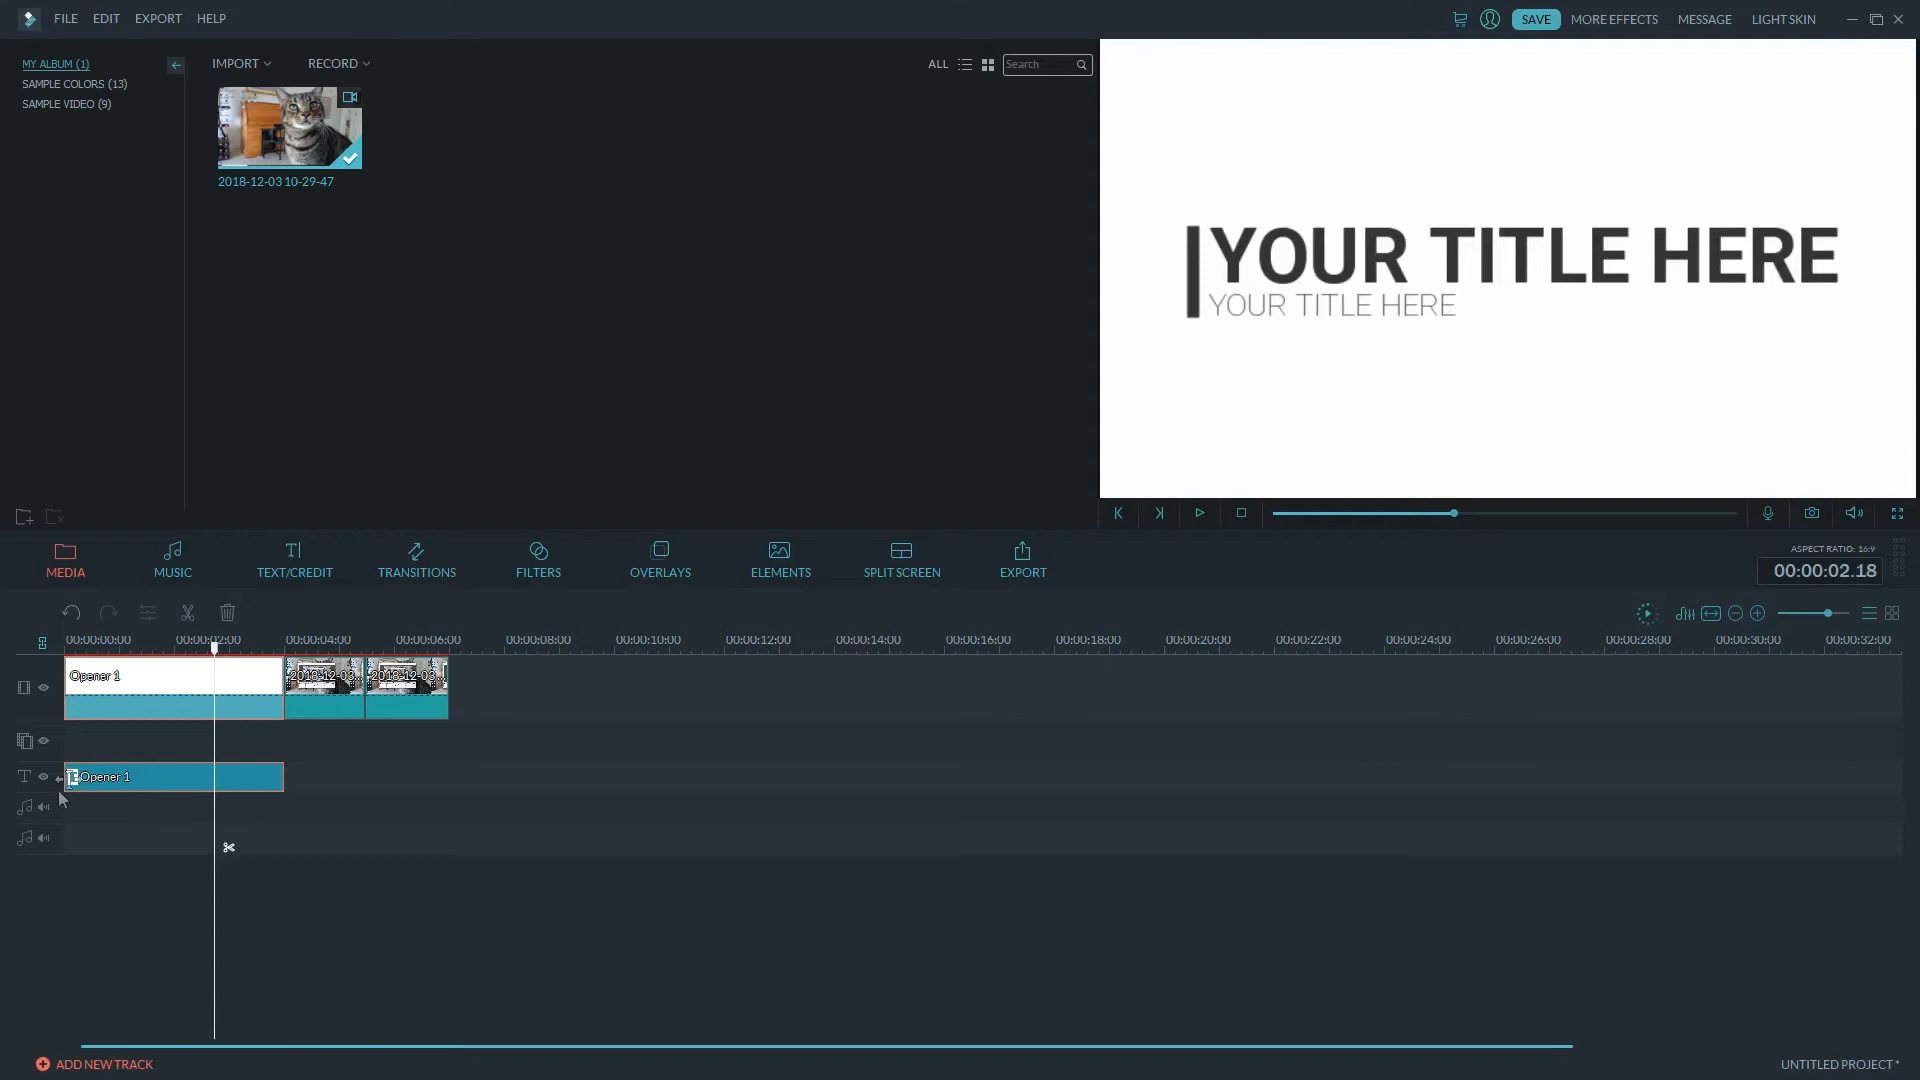 FILE EDIT EXPORT HELP
SAVE MORE EFFECTS MESSAGE LIGHT SKIN
MY ALBUM (1)
SAMPLE COLORS (13)
SAMPLE VIDEO (9)
IMPORT RECORD
ALL Search
2018-12-03 10-29-47
YOUR TITLE HERE
YOUR TITLE HERE
MEDIA MUSIC TEXT/CREDIT TRANSITIONS FILTERS OVERLAYS ELEMENTS SPLIT SCREEN EXPORT
ASPECT RATIO: 16:9
00:00:02.18
00:00:00:00 00:00:02:00 00:00:04:00 00:00:06:00 00:00:08:00 00:00:10:00 00:00:12:00 00:00:14:00 00:00:16:00 00:00:18:00 00:00:20:00 00:00:22:00 00:00:24:00 00:00:26:00 00:00:28:00 00:00:30:00 00:00:32:00
Opener 1 2018-12-03... 2018-12-03...
T Opener 1
ADD NEW TRACK
UNTITLED PROJECT *